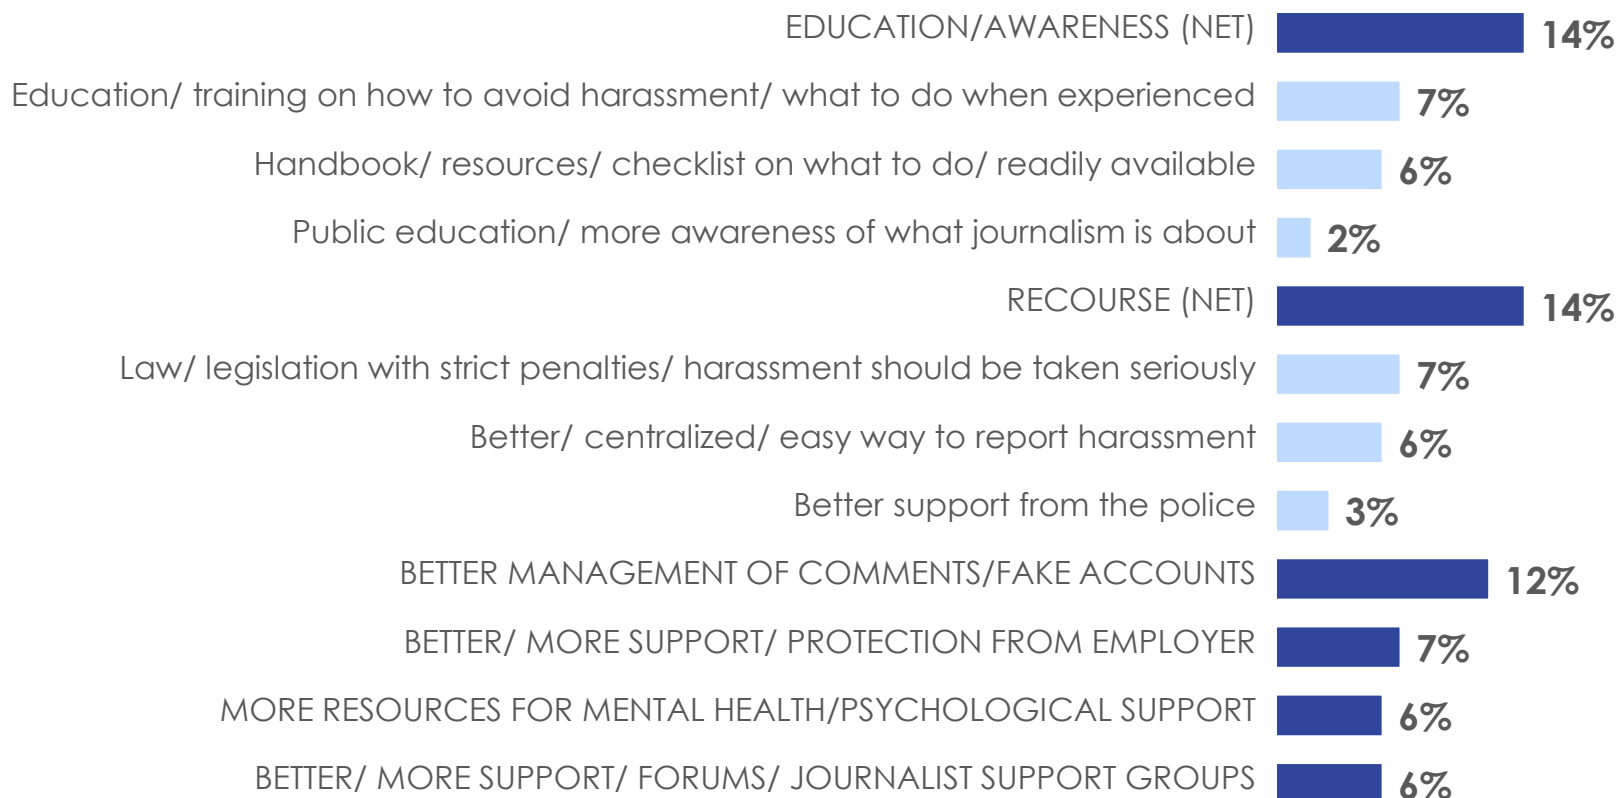 EDUCATION/AWARENESS (NET) 14%
Education/ training on how to avoid harassment/ what to do when experienced 7%
Handbook/ resources/ checklist on what to do/ readily available 6%
Public education/ more awareness of what journalism is about 2%
RECOURSE (NET) 14%
Law/ legislation with strict penalties/ harassment should be taken seriously 7%
Better/ centralized/ easy way to report harassment 6%
Better support from the police 3%
BETTER MANAGEMENT OF COMMENTS/FAKE ACCOUNTS 12%
BETTER/ MORE SUPPORT/ PROTECTION FROM EMPLOYER 7%
MORE RESOURCES FOR MENTAL HEALTH/PSYCHOLOGICAL SUPPORT 6%
BETTER/ MORE SUPPORT/ FORUMS/ JOURNALIST SUPPORT GROUPS 6%